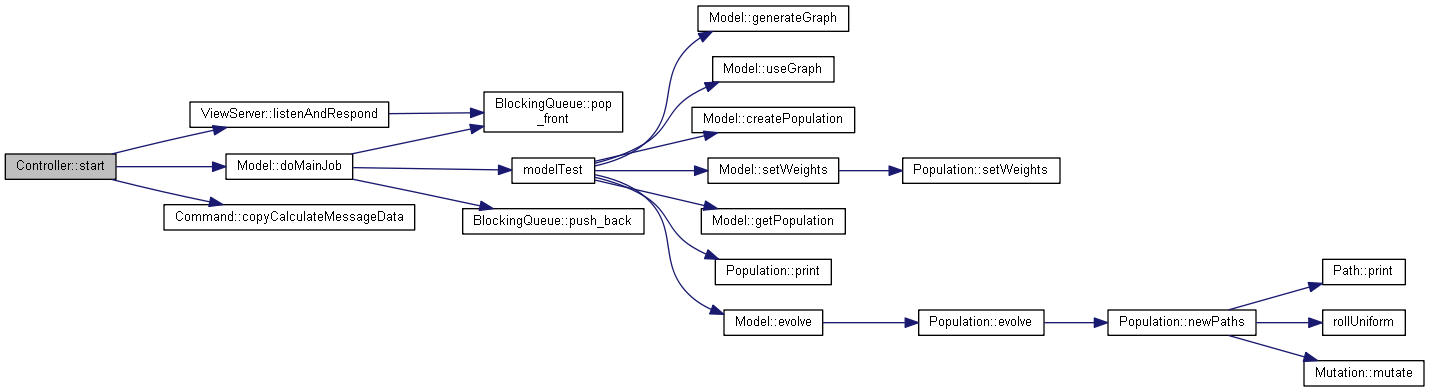 Controller::start
ViewServer::listenAndRespond
Model::doMainJob
Command::copyCalculateMessageData
BlockingQueue::pop
_front
modelTest
BlockingQueue::push_back
Model::generateGraph
Model::useGraph
Model::createPopulation
Model::setWeights
Model::getPopulation
Population::print
Model::evolve
Population::setWeights
Population::evolve
Population::newPaths
Path::print
rollUniform
Mutation::mutate